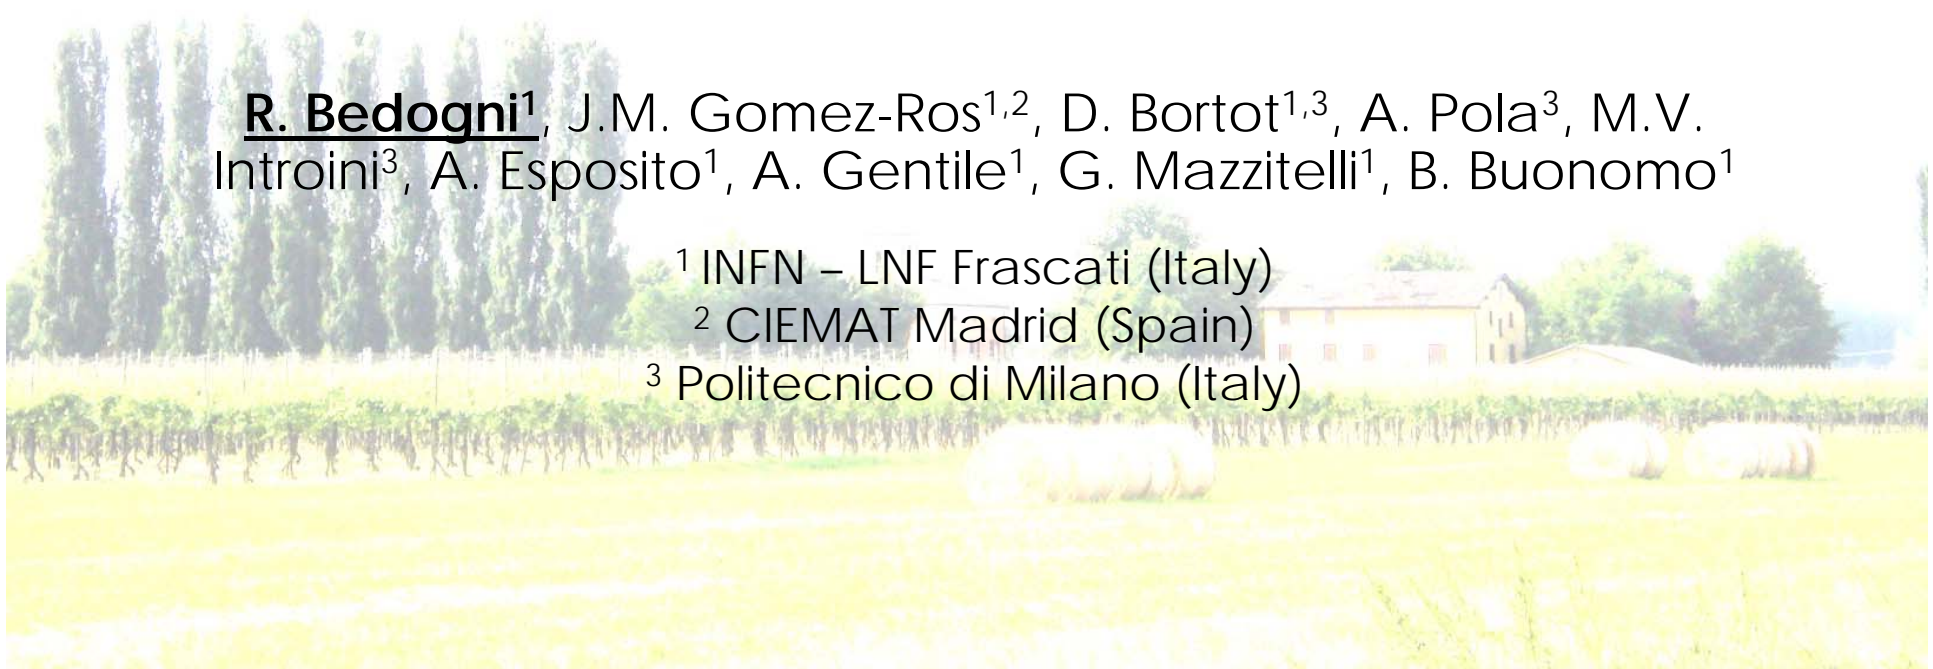 R. Bedogni¹, J.M. Gomez-Ros¹,², D. Bortot¹,³, A. Pola³, M.V.
Introini³, A. Esposito¹, A. Gentile¹, G. Mazzitelli¹, B. Buonomo¹
¹ INFN – LNF Frascati (Italy)
² CIEMAT Madrid (Spain)
³ Politecnico di Milano (Italy)